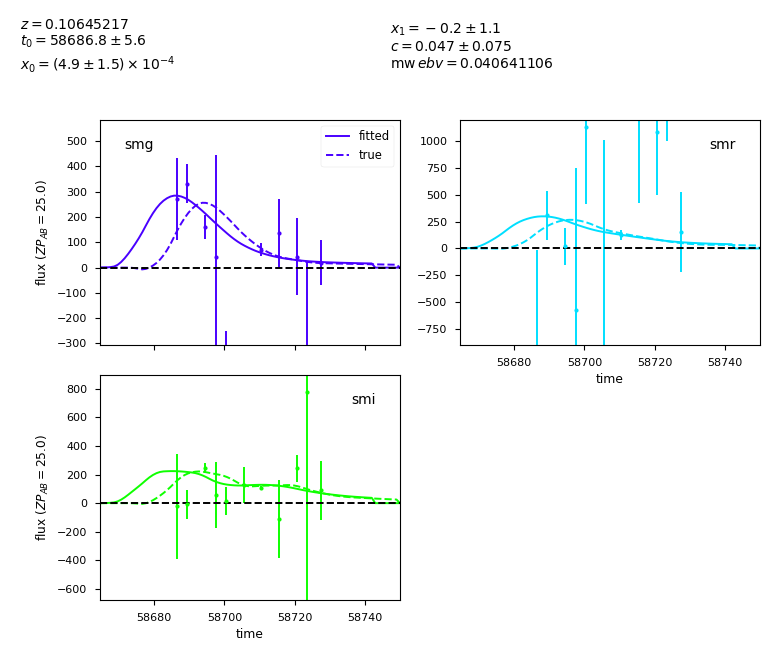 z = 0.10645217
t₀ = 58686.8 ± 5.6
x₀ = (4.9 ± 1.5) × 10⁻⁴
x₁ = −0.2 ± 1.1
c = 0.047 ± 0.075
mw ebv = 0.040641106
smg
fitted
true
flux (ZP_AB = 25.0)
500
400
300
200
100
0
−100
−200
−300
smr
1000
750
500
250
0
−250
−500
−750
58680
58700
58720
58740
time
smi
flux (ZP_AB = 25.0)
800
600
400
200
0
−200
−400
−600
58680
58700
58720
58740
time